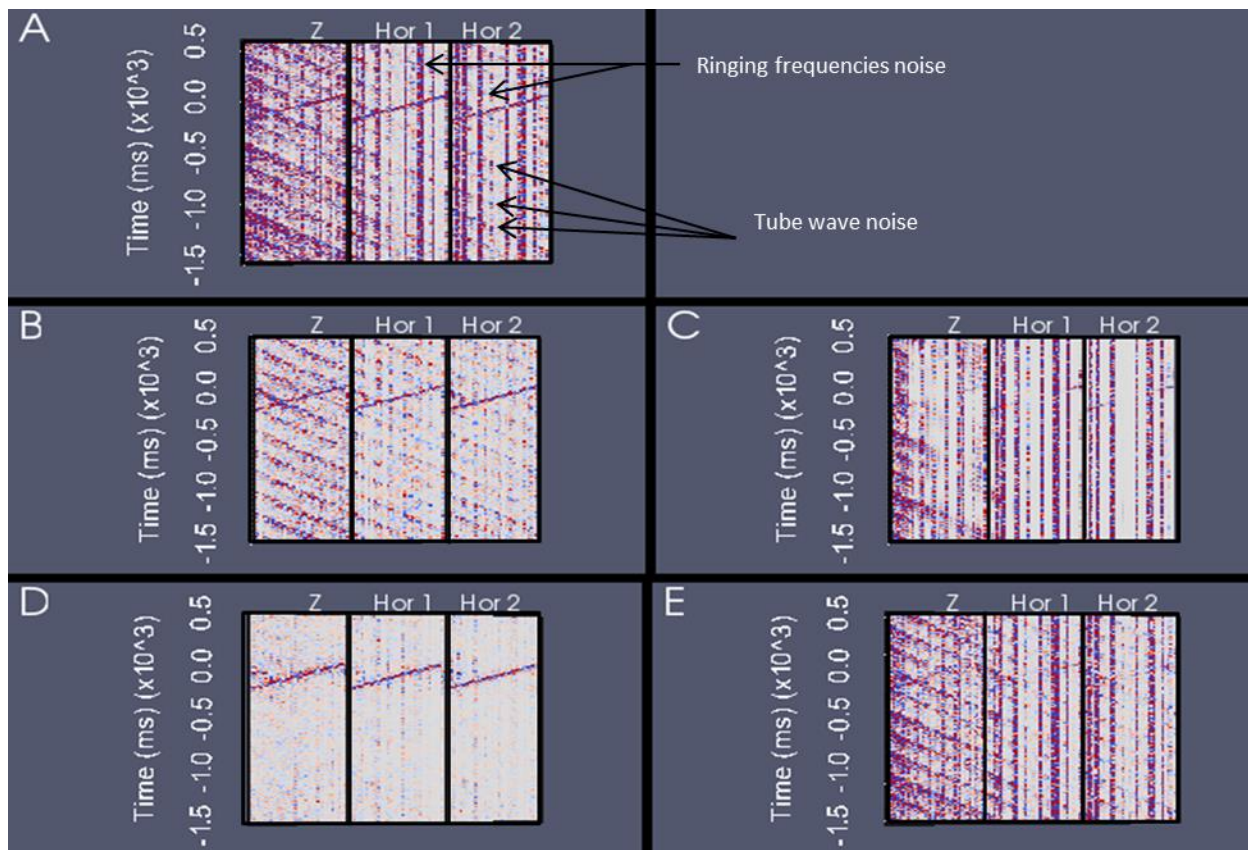 A
Z Hor 1 Hor 2
Time (ms) (x10^3)
-1.5 -1.0 -0.5 0.0 0.5
Ringing frequencies noise
Tube wave noise
B
Z Hor 1 Hor 2
Time (ms) (x10^3)
-1.5 -1.0 -0.5 0.0 0.5
C
Z Hor 1 Hor 2
Time (ms) (x10^3)
-1.5 -1.0 -0.5 0.0 0.5
D
Z Hor 1 Hor 2
Time (ms) (x10^3)
-1.5 -1.0 -0.5 0.0 0.5
E
Z Hor 1 Hor 2
Time (ms) (x10^3)
-1.5 -1.0 -0.5 0.0 0.5